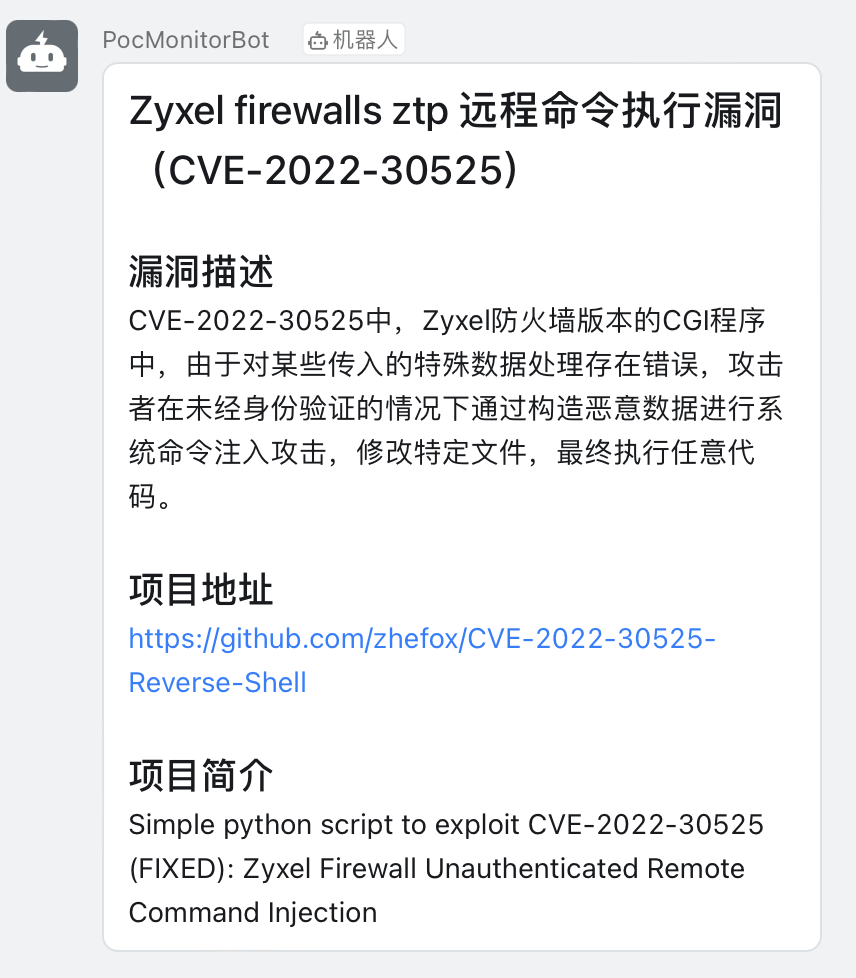 PocMonitorBot 机器人
Zyxel firewalls ztp 远程命令执行漏洞
（CVE-2022-30525）
漏洞描述
CVE-2022-30525中，Zyxel防火墙版本的CGI程序
中，由于对某些传入的特殊数据处理存在错误，攻击
者在未经身份验证的情况下通过构造恶意数据进行系
统命令注入攻击，修改特定文件，最终执行任意代
码。
项目地址
https://github.com/zhefox/CVE-2022-30525-
Reverse-Shell
项目简介
Simple python script to exploit CVE-2022-30525
(FIXED): Zyxel Firewall Unauthenticated Remote
Command Injection